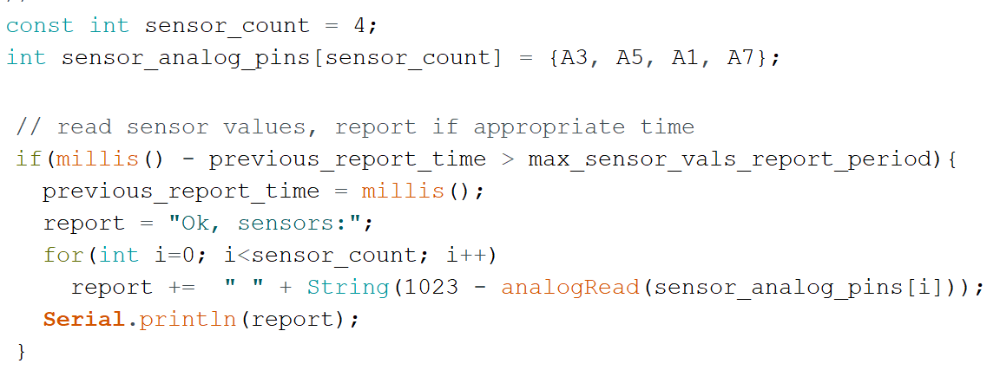 const int sensor_count = 4;
int sensor_analog_pins[sensor_count] = {A3, A5, A1, A7};
// read sensor values, report if appropriate time
if(millis() - previous_report_time > max_sensor_vals_report_period){
previous_report_time = millis();
report = "Ok, sensors:";
for(int i=0; i<sensor_count; i++)
report += " " + String(1023 - analogRead(sensor_analog_pins[i]));
Serial.println(report);
}